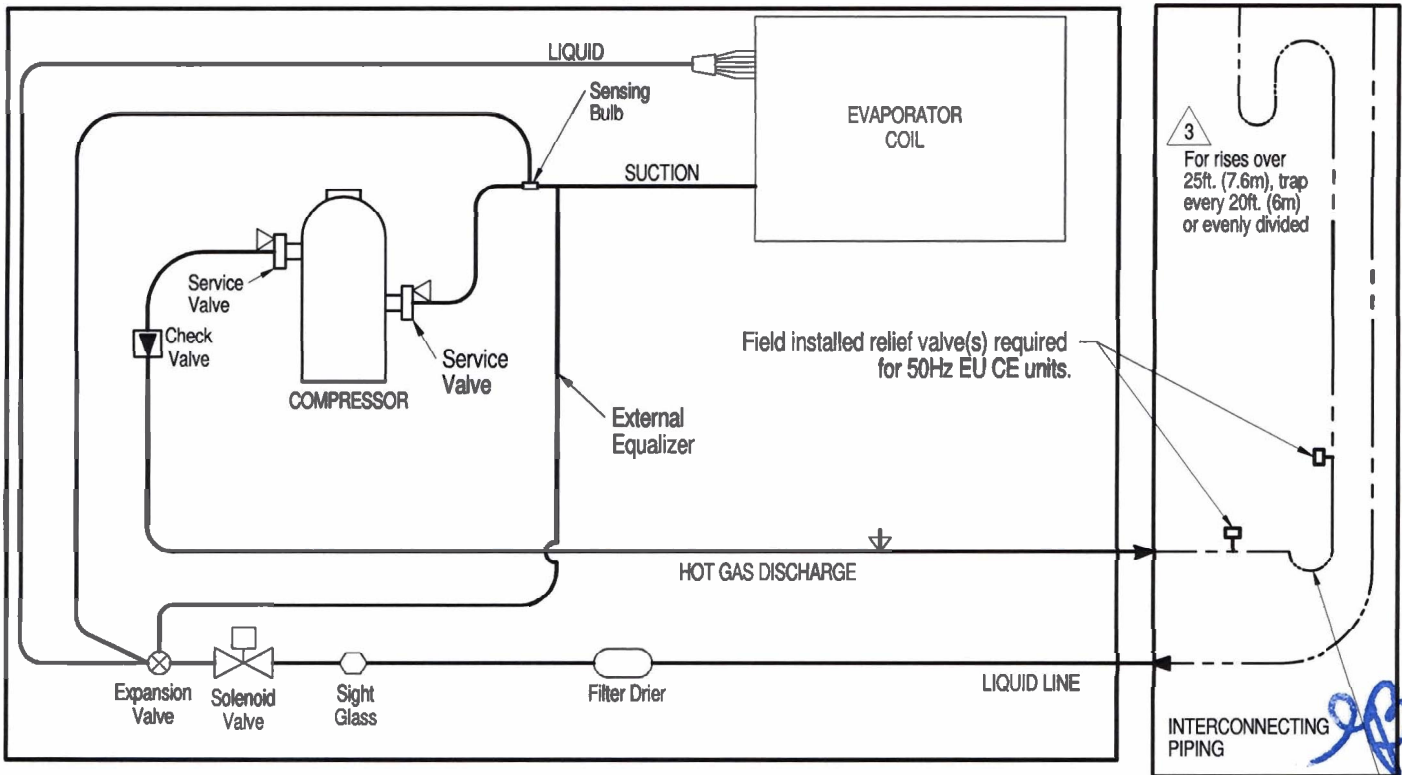 LIQUID
Sensing
Bulb
EVAPORATOR
COIL
SUCTION
3
For rises over
25ft. (7.6m), trap
every 20ft. (6m)
or evenly divided
Service
Valve
Check
Valve
Service
Valve
COMPRESSOR
Field installed relief valve(s) required
for 50Hz EU CE units.
External
Equalizer
HOT GAS DISCHARGE
Expansion
Valve
Solenoid
Valve
Sight
Glass
Filter Drier
LIQUID LINE
INTERCONNECTING
PIPING